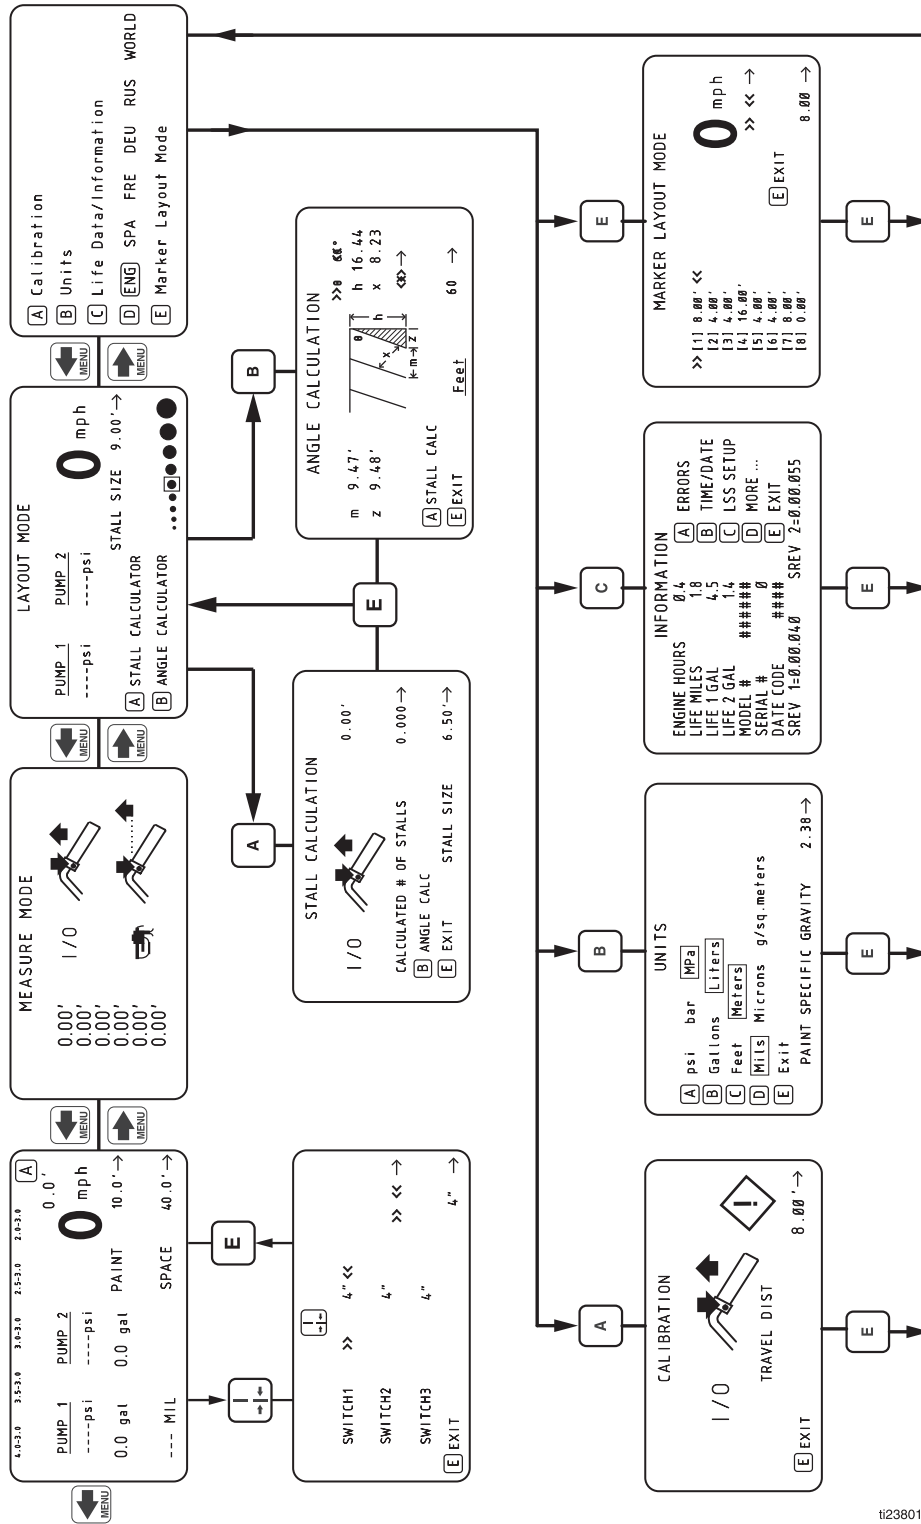 4.0-3.0 3.5-3.0 3.0-3.0 2.5-3.0 2.0-3.0
A
PUMP 1 PUMP 2 0.0'
----psi ----psi 0 mph
0.0 gal 0.0 gal PAINT 10.0'→
--- MIL SPACE 40.0'→
MENU
MENU
MENU
MEASURE MODE
0.00' I/O
0.00'
0.00'
0.00'
0.00'
0.00'
MENU
MENU
LAYOUT MODE
PUMP 1 PUMP 2 0 mph
----psi ----psi
STALL SIZE 9.00'→
A STALL CALCULATOR
B ANGLE CALCULATOR
MENU
MENU
A Calibration
B Units
C Life Data/Information
D ENG SPA FRE DEU RUS WORLD
E Marker Layout Mode
E
SWITCH1 >> 4" <<
SWITCH2 4" >> << →
SWITCH3 4"
E EXIT 4" →
A
B
E
STALL CALCULATION
I/O 0.00'
CALCULATED # OF STALLS 0.000→
B ANGLE CALC
E EXIT STALL SIZE 6.50'→
ANGLE CALCULATION
m 9.47' h 16.44
z 9.48' x 8.23
θ h x m z
A STALL CALC
E EXIT Feet 60 →
A
B
C
E
CALIBRATION
I/O !
TRAVEL DIST 8.00'→
E EXIT
UNITS
A psi bar MPa
B Gallons Liters
C Feet Meters
D Mils Microns g/sq.meters
E Exit
PAINT SPECIFIC GRAVITY 2.38→
INFORMATION
ENGINE HOURS 0.4 A ERRORS
LIFE MILES 1.8 B TIME/DATE
LIFE 1 GAL 4.5 C LSS SETUP
LIFE 2 GAL 1.4 D MORE ...
MODEL # ###### E EXIT
SERIAL # 0
DATE CODE ####
SREV 1=0.00.040 SREV 2=0.00.055
MARKER LAYOUT MODE
>> [1] 8.00' << 0 mph
[2] 4.00'
[3] 4.00' >> << →
[4] 16.00'
[5] 4.00'
[6] 4.00' E EXIT
[7] 8.00'
[8] 0.00' 8.00 →
E
E
E
E
ti23801